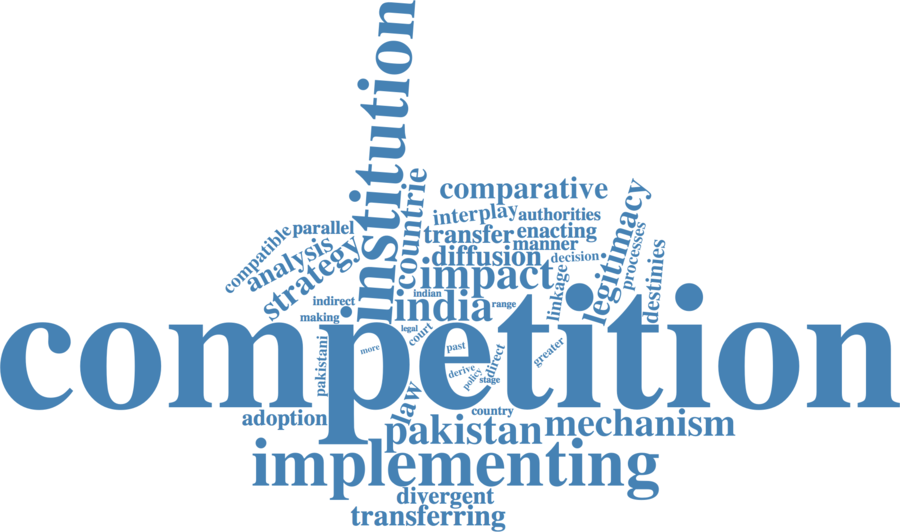 institution
countrie
comparative
legitimacy
interplay
authorities
compatible
parallel
transfer
enacting
processes
analysis
manner
destinies
strategy
diffusion
decision
impact
linkage
indirect
indian
india
range
making
competition
legal
court
pakistani
more
past
direct
greater
derive
policy
stage
law
adoption
country
pakistan
mechanism
implementing
divergent
transferring